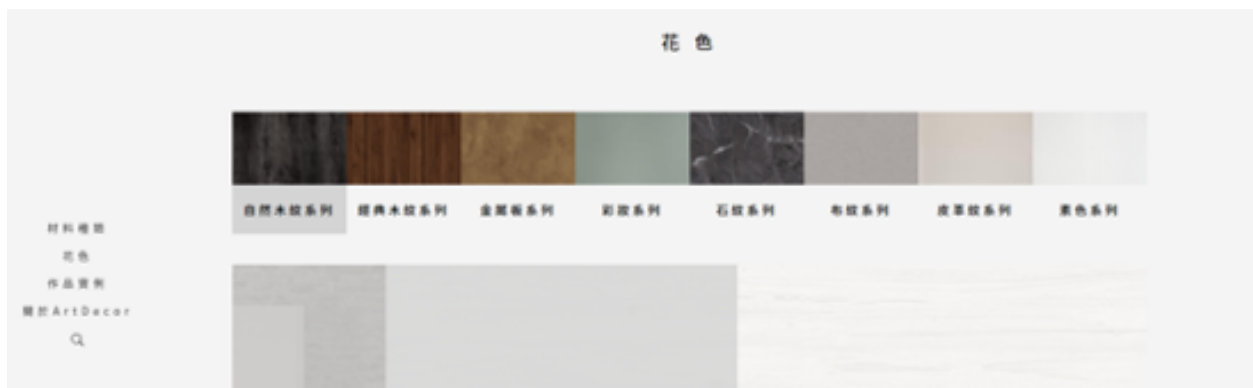 花色
自然木紋系列 經典木紋系列 金屬板系列 彩妝系列 石紋系列 布紋系列 皮革紋系列 素色系列
材料種類
花色
作品實例
關於ArtDecor